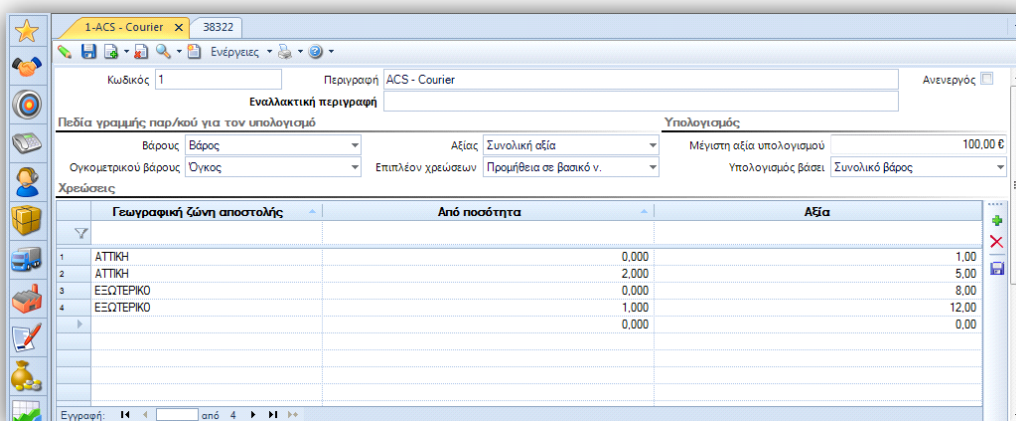 1-ACS - Courier X 38322
Ενέργειες
Κωδικός 1 Περιγραφή ACS - Courier Ανενεργός
Εναλλακτική περιγραφή
Πεδία γραμμής παρ/κού για τον υπολογισμό Υπολογισμός
Βάρους Βάρος Αξίας Συνολική αξία Μέγιστη αξία υπολογισμού 100,00 €
Ογκομετρικού βάρους Όγκος Επιπλέον χρεώσεων Προμήθεια σε βασικό ν. Υπολογισμός βάσει Συνολικό βάρος
Χρεώσεις
Γεωγραφική ζώνη αποστολής Από ποσότητα Αξία
1 ΑΤΤΙΚΗ 0,000 1,00
2 ΑΤΤΙΚΗ 2,000 5,00
3 ΕΞΩΤΕΡΙΚΟ 0,000 8,00
4 ΕΞΩΤΕΡΙΚΟ 1,000 12,00
0,000 0,00
Εγγραφή: από 4